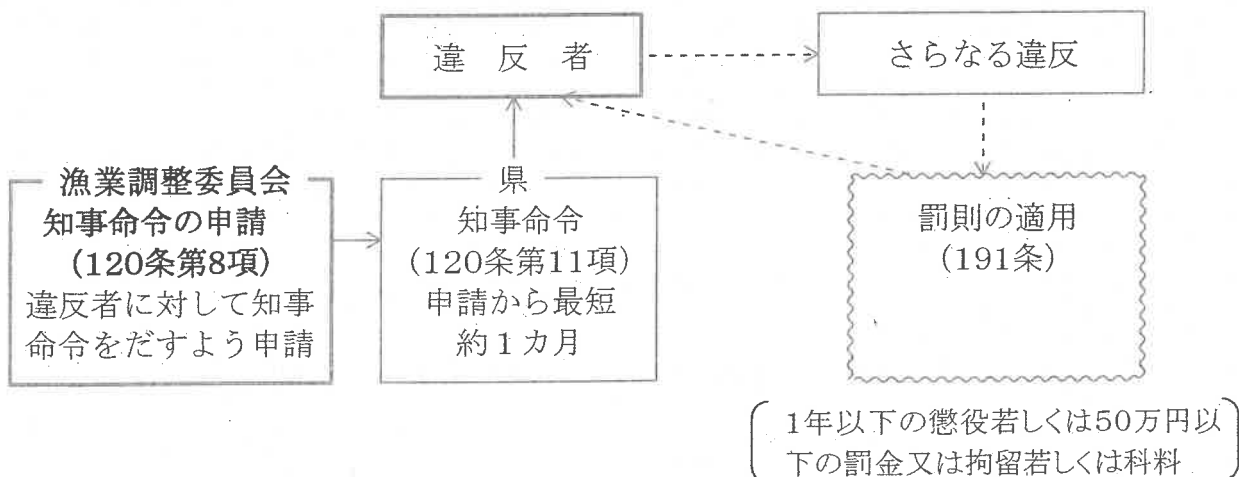 違反者
さらなる違反
漁業調整委員会
知事命令の申請
(120条第8項)
違反者に対して知事
命令をだすよう申請
県
知事命令
(120条第11項)
申請から最短
約1カ月
罰則の適用
(191条)
1年以下の懲役若しくは50万円以
下の罰金又は拘留若しくは科料